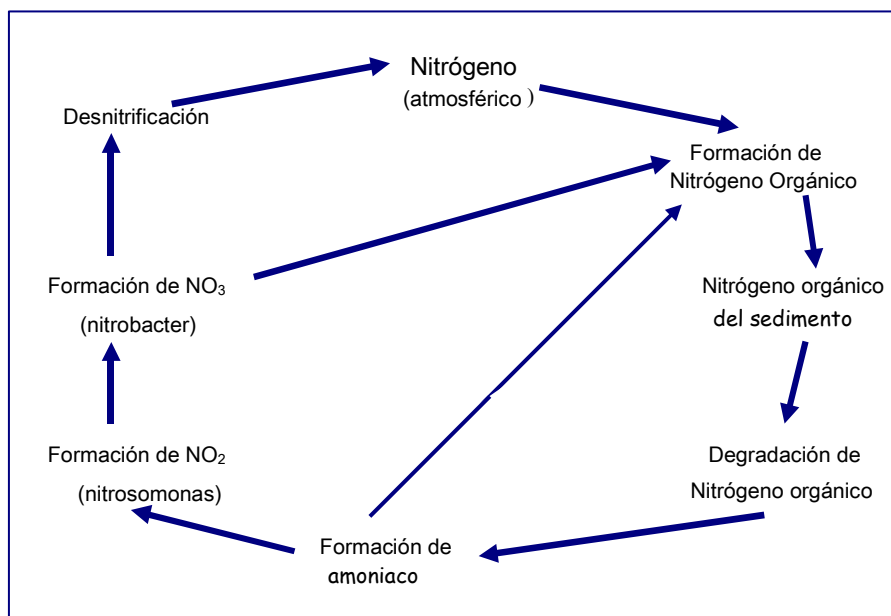 Nitrógeno
(atmosférico )
Desnitrificación
Formación de
Nitrógeno Orgánico
Formación de NO₃
(nitrobacter)
Nitrógeno orgánico
del sedimento
Formación de NO₂
(nitrosomonas)
Degradación de
Nitrógeno orgánico
Formación de
amoniaco